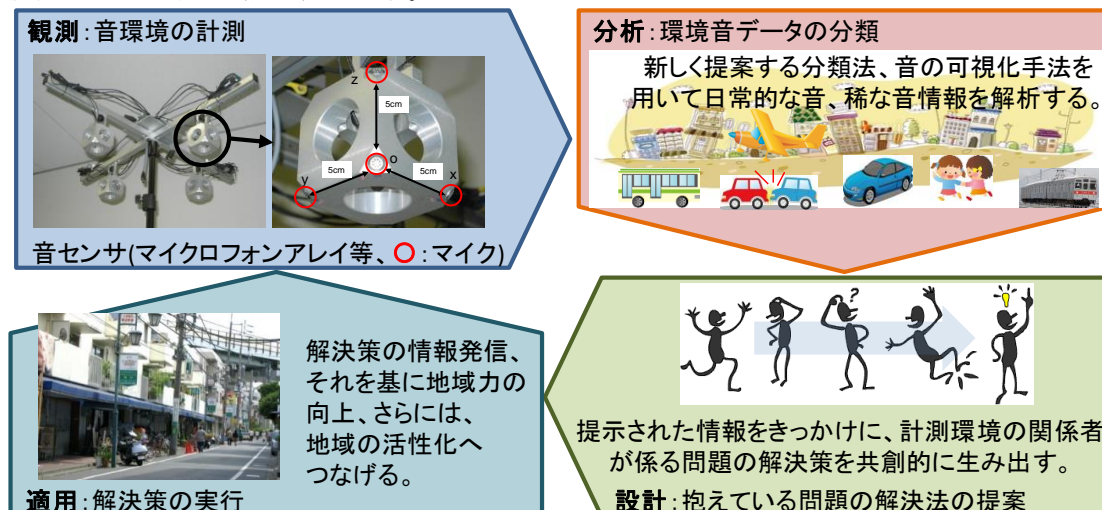 観測:音環境の計測
z
5cm
o
5cm
5cm
y
x
音センサ(マイクロフォンアレイ等、○:マイク)
分析:環境音データの分類
新しく提案する分類法、音の可視化手法を
用いて日常的な音、稀な音情報を解析する。
?
提示された情報をきっかけに、計測環境の関係者
が係る問題の解決策を共創的に生み出す。
設計:抱えている問題の解決法の提案
解決策の情報発信、
それを基に地域力の
向上、さらには、
地域の活性化へ
つなげる。
適用:解決策の実行